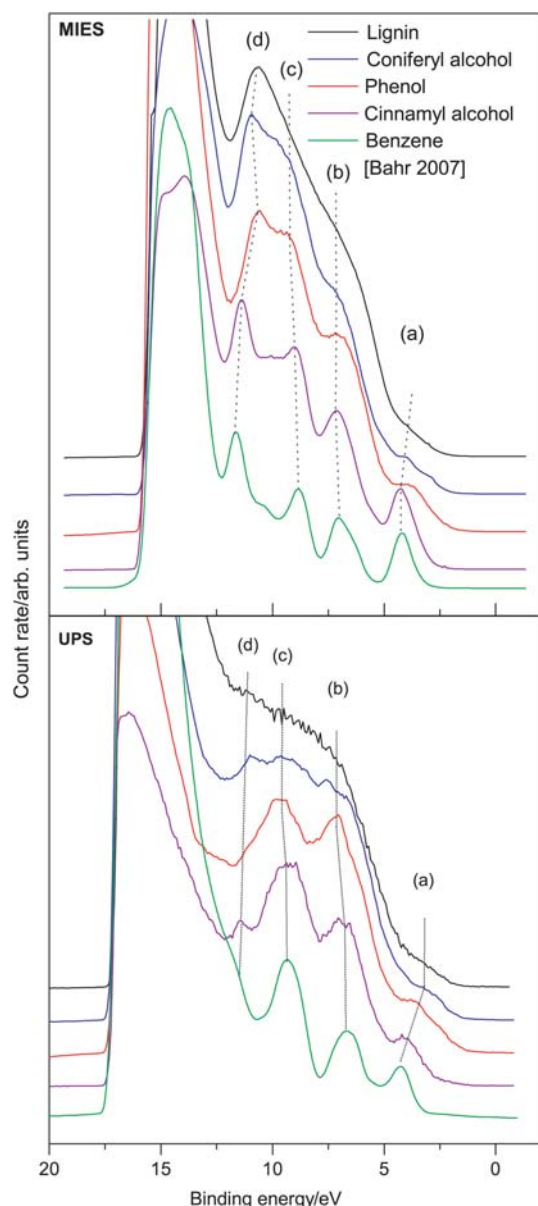 MIES
(d)
(c)
(b)
(a)
Lignin
Coniferyl alcohol
Phenol
Cinnamyl alcohol
Benzene
[Bahr 2007]
Count rate/arb. units
UPS
(d)
(c)
(b)
(a)
20 15 10 5 0
Binding energy/eV